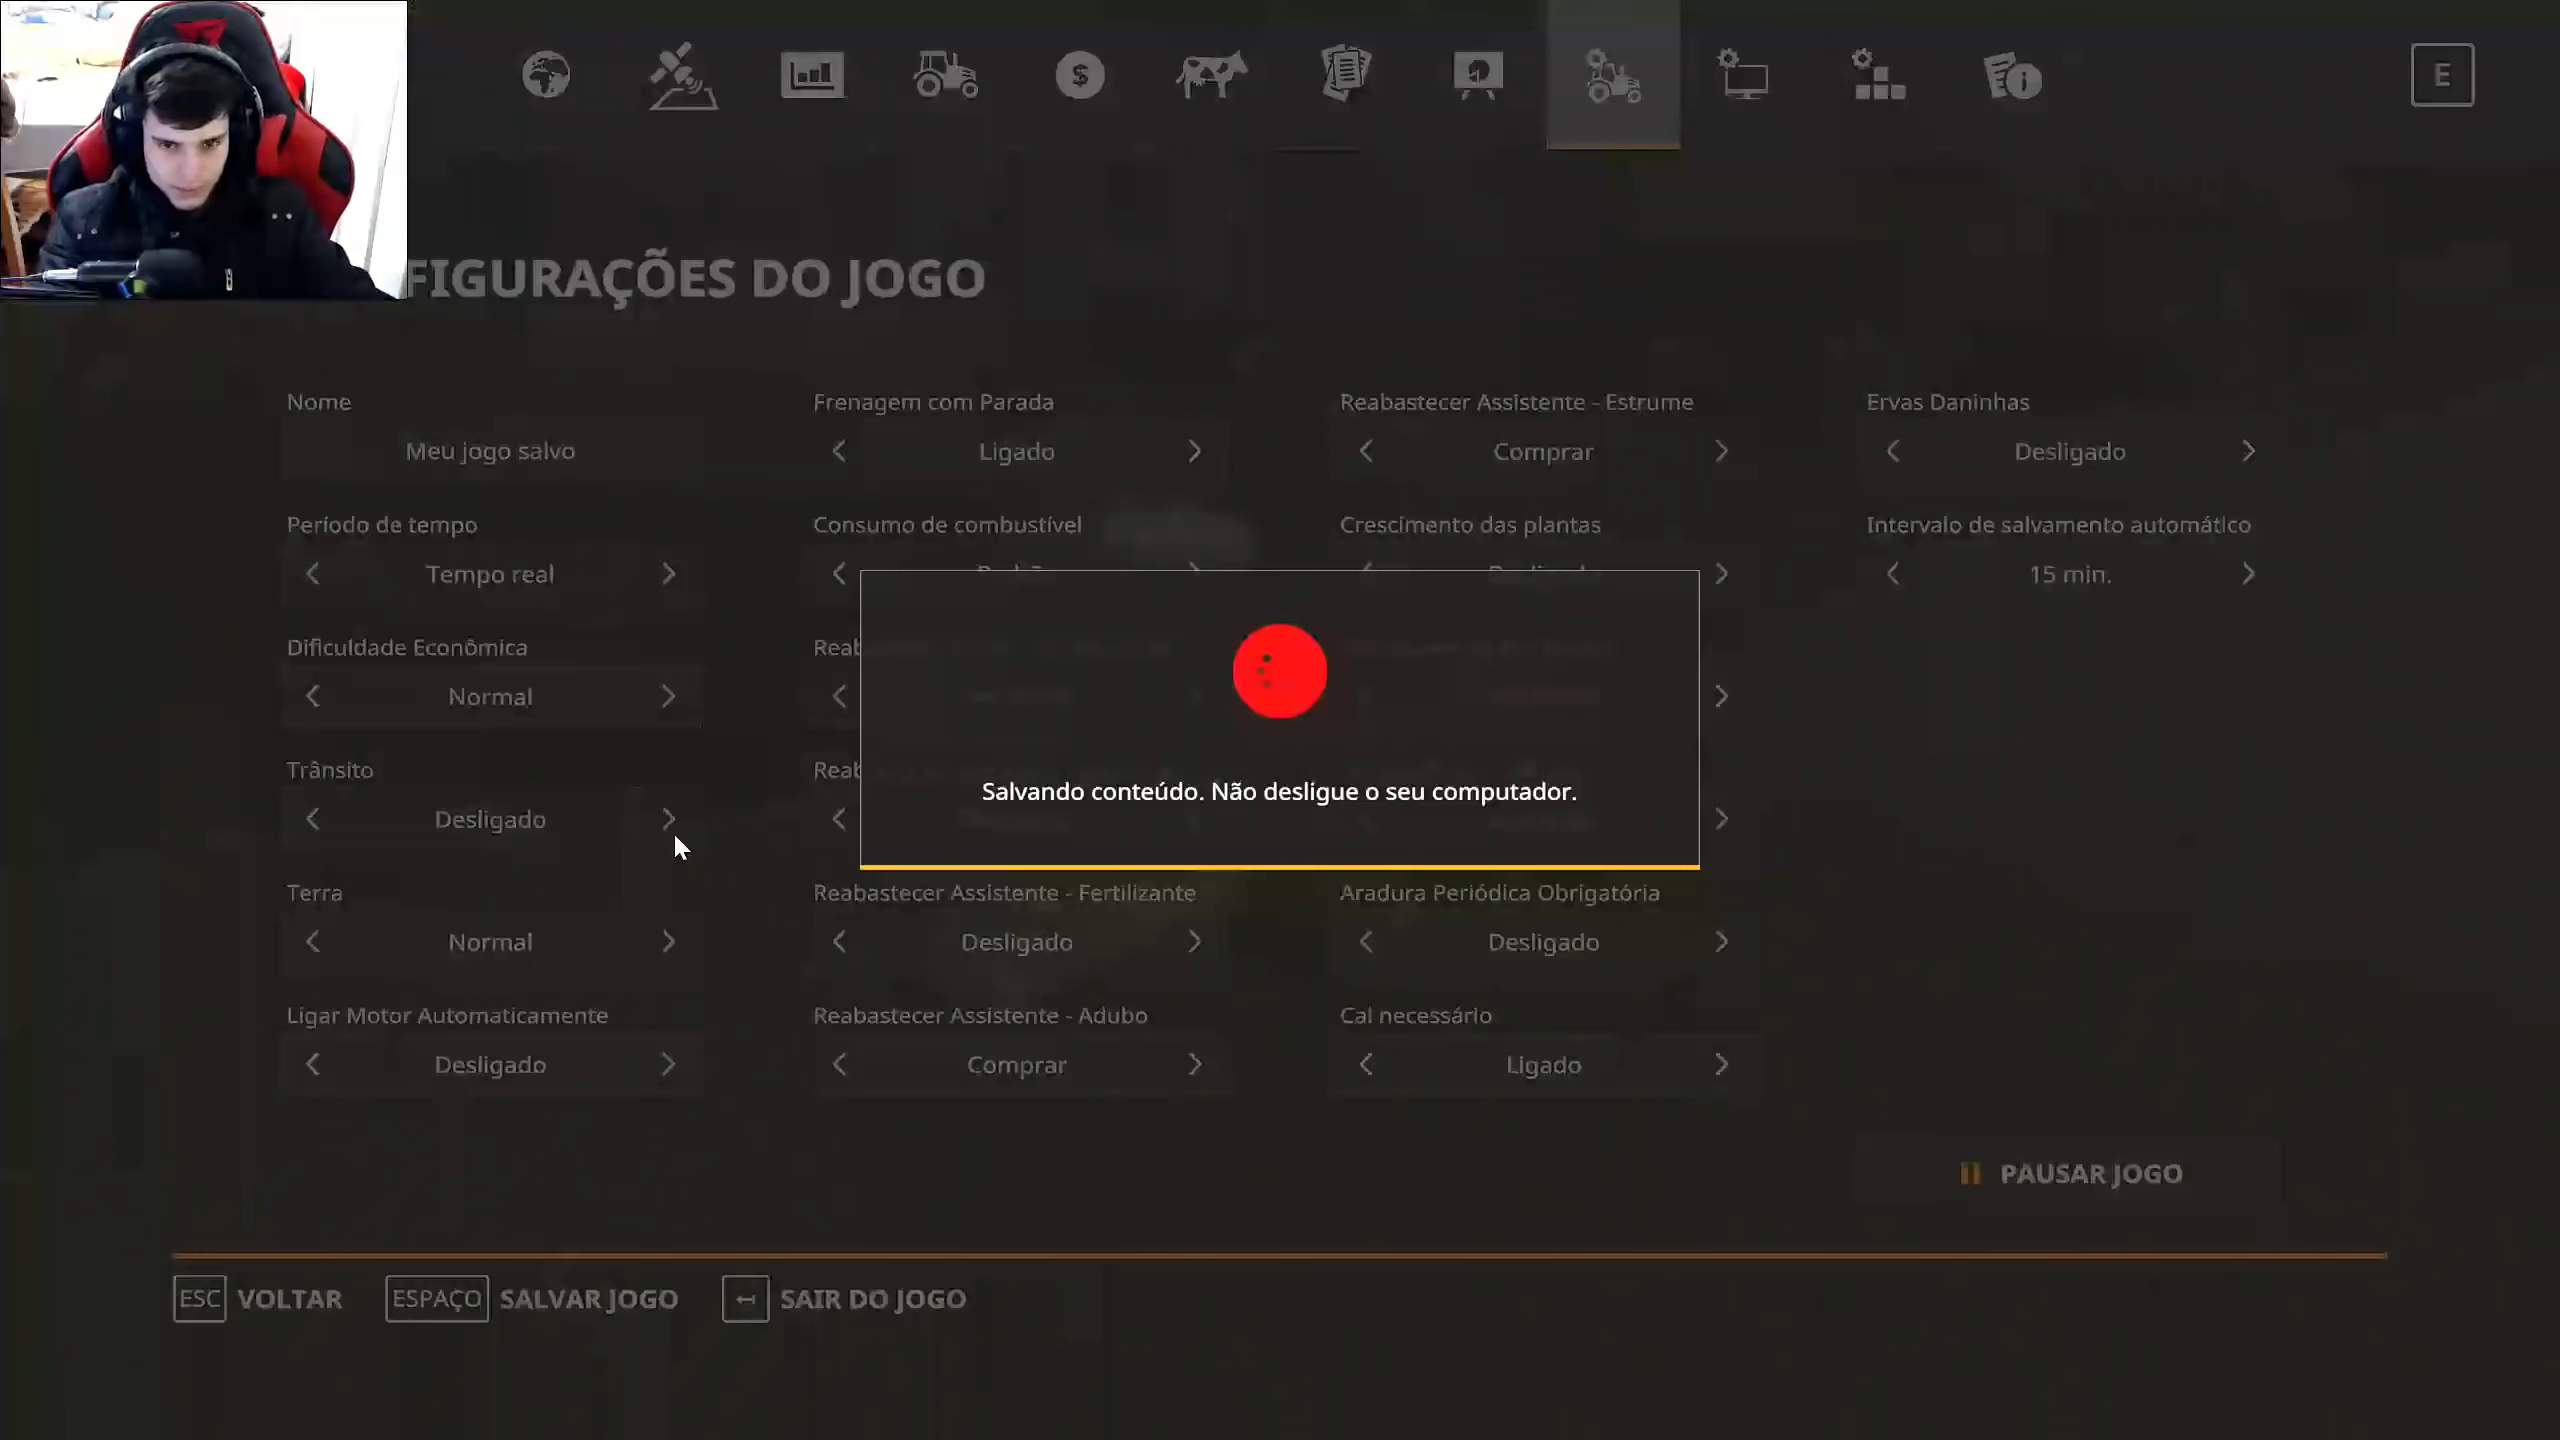 E
FIGURAÇÕES DO JOGO
Nome
Meu jogo salvo
Período de tempo
Tempo real
Dificuldade Econômica
Normal
Trânsito
Desligado
Terra
Normal
Ligar Motor Automaticamente
Desligado
Frenagem com Parada
Ligado
Consumo de combustível
Reab
Reab
Reabastecer Assistente - Fertilizante
Desligado
Reabastecer Assistente - Adubo
Comprar
Reabastecer Assistente - Estrume
Comprar
Crescimento das plantas
Aradura Periódica Obrigatória
Desligado
Cal necessário
Ligado
Ervas Daninhas
Desligado
Intervalo de salvamento automático
15 min.
Salvando conteúdo. Não desligue o seu computador.
PAUSAR JOGO
ESC VOLTAR ESPAÇO SALVAR JOGO SAIR DO JOGO